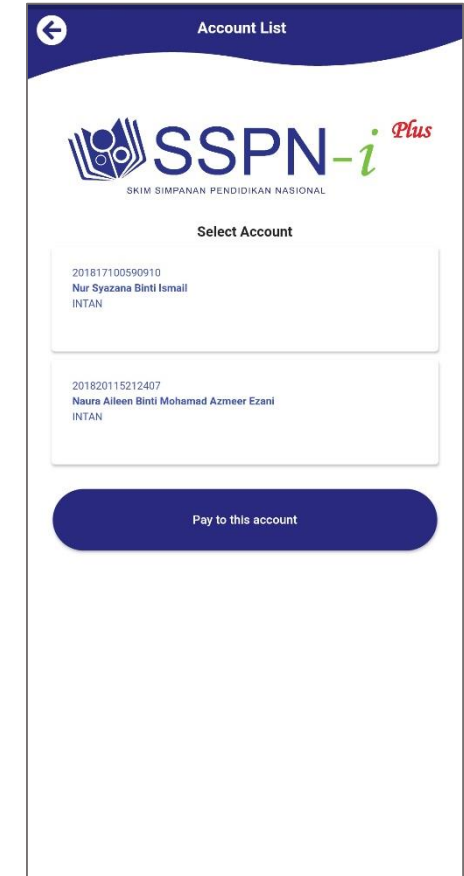 Account List
SSPN-i Plus
SKIM SIMPANAN PENDIDIKAN NASIONAL
Select Account
201817100590910
Nur Syazana Binti Ismail
INTAN
201820115212407
Naura Aileen Binti Mohamad Azmeer Ezani
INTAN
Pay to this account